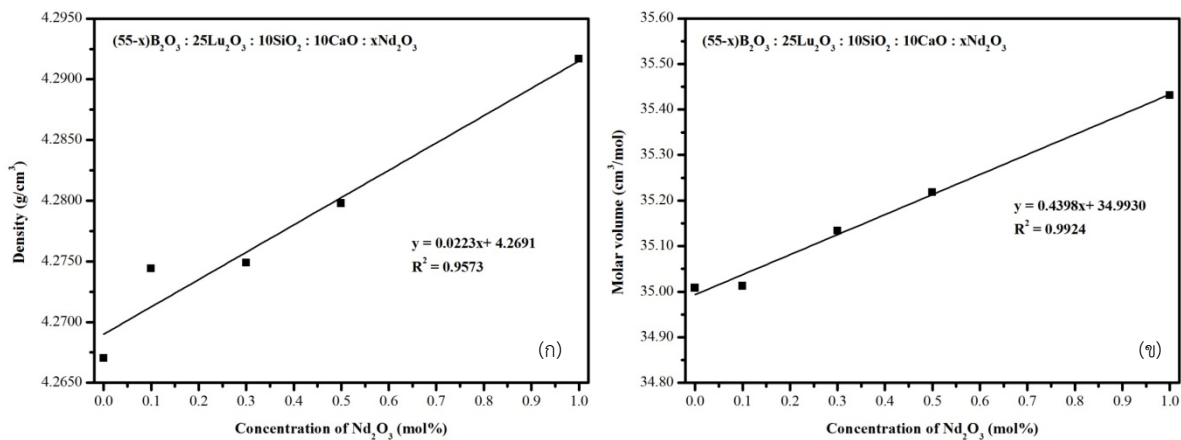 (55-x)B₂O₃ : 25Lu₂O₃ : 10SiO₂ : 10CaO : xNd₂O₃
Density (g/cm³)
4.2950
4.2900
4.2850
4.2800
4.2750
4.2700
4.2650
y = 0.0223x+ 4.2691
R² = 0.9573
(ก)
0.0 0.1 0.2 0.3 0.4 0.5 0.6 0.7 0.8 0.9 1.0
Concentration of Nd₂O₃ (mol%)
(55-x)B₂O₃ : 25Lu₂O₃ : 10SiO₂ : 10CaO : xNd₂O₃
Molar volume (cm³/mol)
35.60
35.50
35.40
35.30
35.20
35.10
35.00
34.90
34.80
y = 0.4398x+ 34.9930
R² = 0.9924
(ข)
0.0 0.1 0.2 0.3 0.4 0.5 0.6 0.7 0.8 0.9 1.0
Concentration of Nd₂O₃ (mol%)